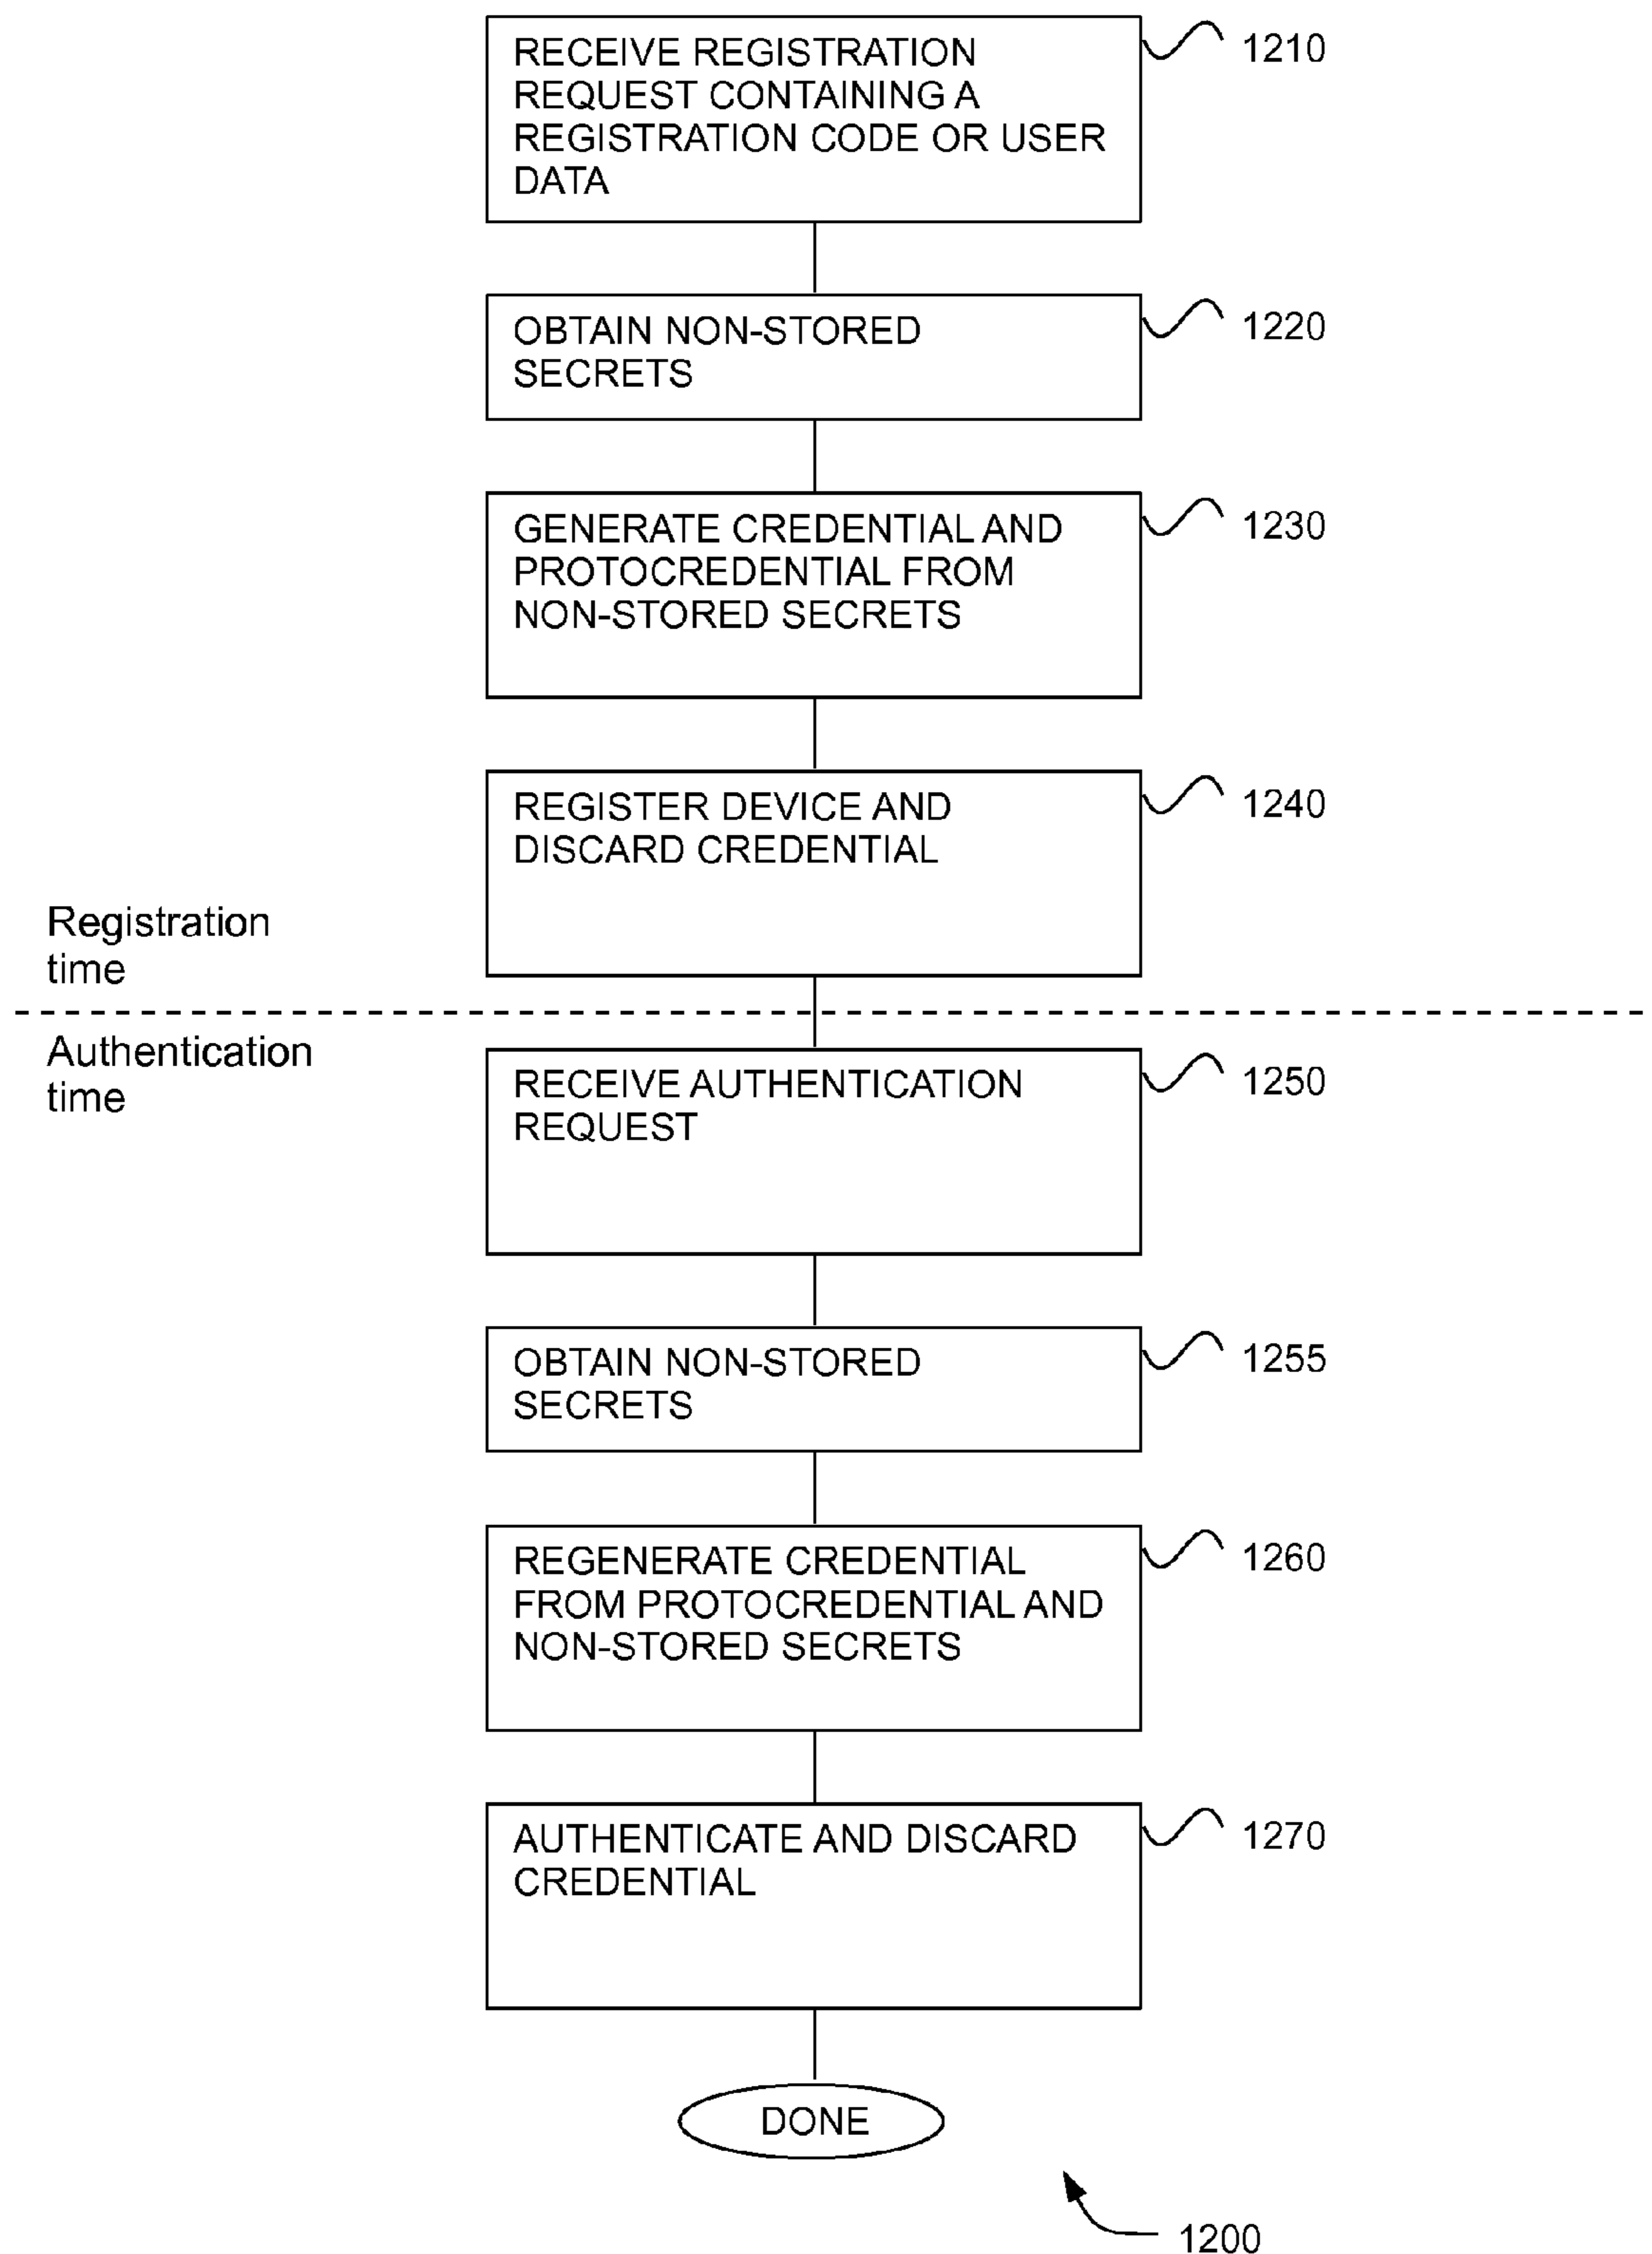 RECEIVE REGISTRATION
REQUEST CONTAINING A
REGISTRATION CODE OR USER
DATA
1210
OBTAIN NON-STORED
SECRETS
1220
GENERATE CREDENTIAL AND
PROTOCREDENTIAL FROM
NON-STORED SECRETS
1230
REGISTER DEVICE AND
DISCARD CREDENTIAL
1240
Registration
time
Authentication
time
RECEIVE AUTHENTICATION
REQUEST
1250
OBTAIN NON-STORED
SECRETS
1255
REGENERATE CREDENTIAL
FROM PROTOCREDENTIAL AND
NON-STORED SECRETS
1260
AUTHENTICATE AND DISCARD
CREDENTIAL
1270
DONE
1200